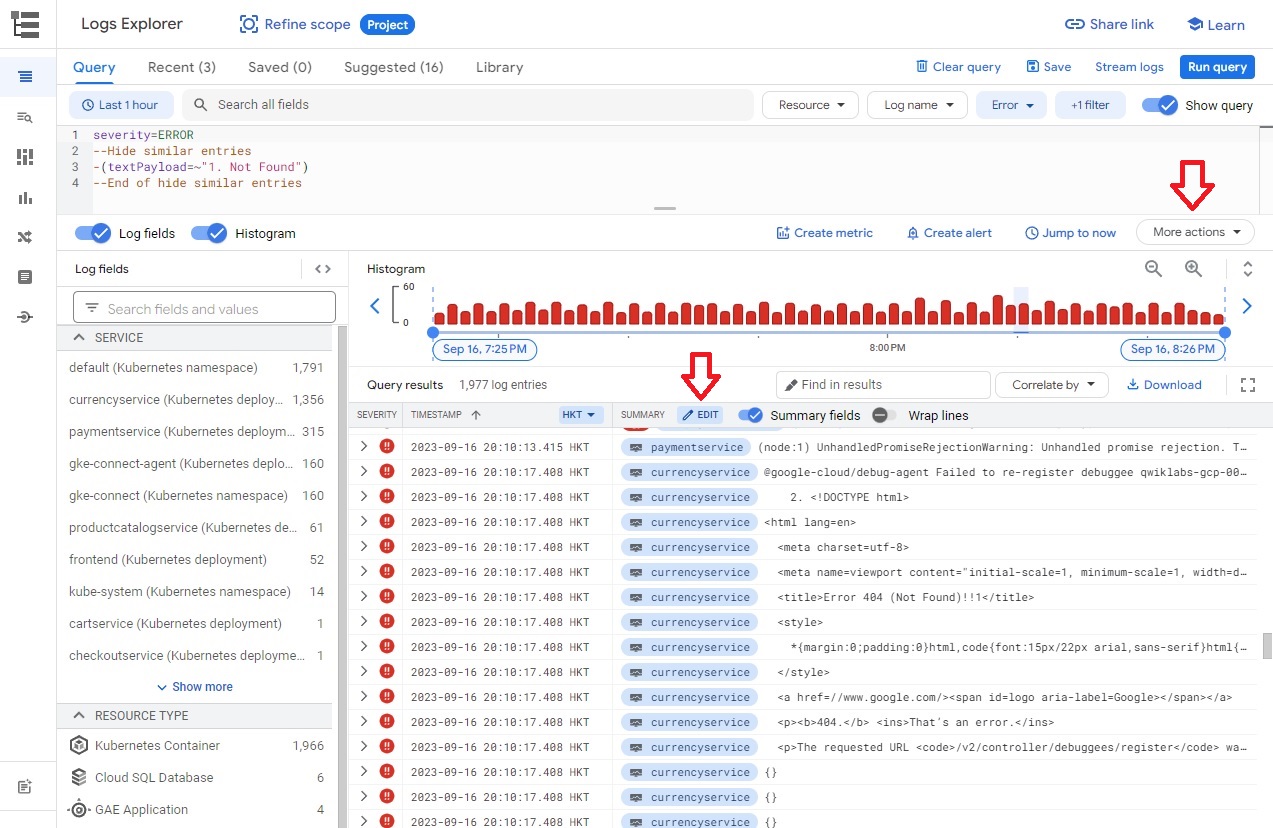 Logs Explorer Refine scope Project Share link Learn
Query Recent (3) Saved (0) Suggested (16) Library Clear query Save Stream logs Run query
Last 1 hour Search all fields Resource Log name Error +1 filter Show query
1 severity=ERROR
2 --Hide similar entries
3 -(textPayload=~"1. Not Found")
4 --End of hide similar entries
Log fields Histogram Create metric Create alert Jump to now More actions
Log fields
Search fields and values
SERVICE
default (Kubernetes namespace) 1,791
currencyservice (Kubernetes deploy... 1,356
paymentservice (Kubernetes deploym... 315
gke-connect-agent (Kubernetes deplo... 160
gke-connect (Kubernetes namespace) 160
productcatalogservice (Kubernetes de... 61
frontend (Kubernetes deployment) 52
kube-system (Kubernetes namespace) 14
cartservice (Kubernetes deployment) 1
checkoutservice (Kubernetes deployme... 1
Show more
RESOURCE TYPE
Kubernetes Container 1,966
Cloud SQL Database 6
GAE Application 4
Histogram
60
0
Sep 16, 7:25 PM 8:00 PM Sep 16, 8:26 PM
Query results 1,977 log entries Find in results Correlate by Download
SEVERITY TIMESTAMP HKT SUMMARY EDIT Summary fields Wrap lines
2023-09-16 20:10:13.415 HKT paymentservice (node:1) UnhandledPromiseRejectionWarning: Unhandled promise rejection. T…
2023-09-16 20:10:17.408 HKT currencyservice @google-cloud/debug-agent Failed to re-register debuggee qwiklabs-gcp-00…
2023-09-16 20:10:17.408 HKT currencyservice 2. <!DOCTYPE html>
2023-09-16 20:10:17.408 HKT currencyservice <html lang=en>
2023-09-16 20:10:17.408 HKT currencyservice <meta charset=utf-8>
2023-09-16 20:10:17.408 HKT currencyservice <meta name=viewport content="initial-scale=1, minimum-scale=1, width=d…
2023-09-16 20:10:17.408 HKT currencyservice <title>Error 404 (Not Found)!!1</title>
2023-09-16 20:10:17.408 HKT currencyservice <style>
2023-09-16 20:10:17.408 HKT currencyservice *{margin:0;padding:0}html,code{font:15px/22px arial,sans-serif}html{…
2023-09-16 20:10:17.408 HKT currencyservice </style>
2023-09-16 20:10:17.408 HKT currencyservice <a href=//www.google.com/><span id=logo aria-label=Google></span></a>
2023-09-16 20:10:17.408 HKT currencyservice <p><b>404.</b> <ins>That's an error.</ins>
2023-09-16 20:10:17.408 HKT currencyservice <p>The requested URL <code>/v2/controller/debuggees/register</code> wa…
2023-09-16 20:10:17.408 HKT currencyservice {}
2023-09-16 20:10:17.408 HKT currencyservice {}
2023-09-16 20:10:17.408 HKT currencyservice {}